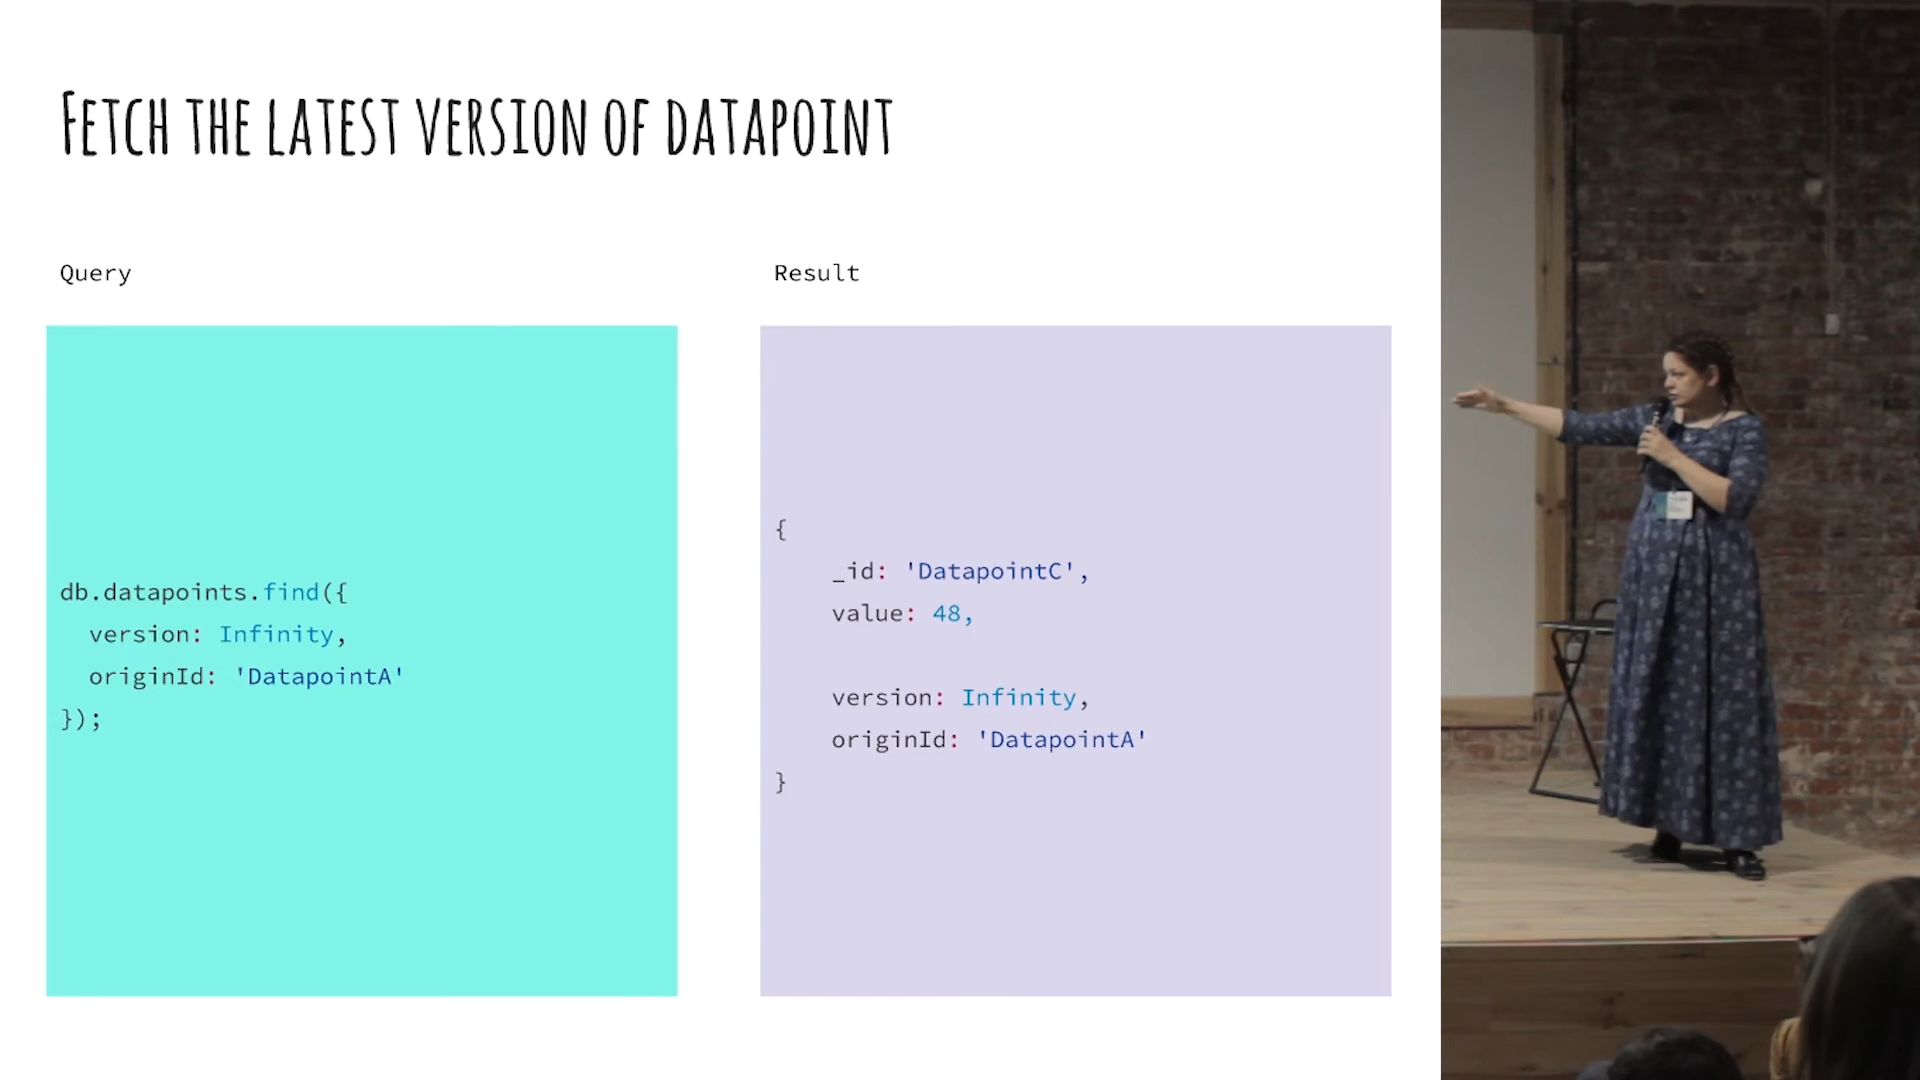 Fetch the latest version of datapoint
Query
Result
db.datapoints.find({
  version: Infinity,
  originId: 'DatapointA'
});
{
    _id: 'DatapointC',
    value: 48,
    version: Infinity,
    originId: 'DatapointA'
}